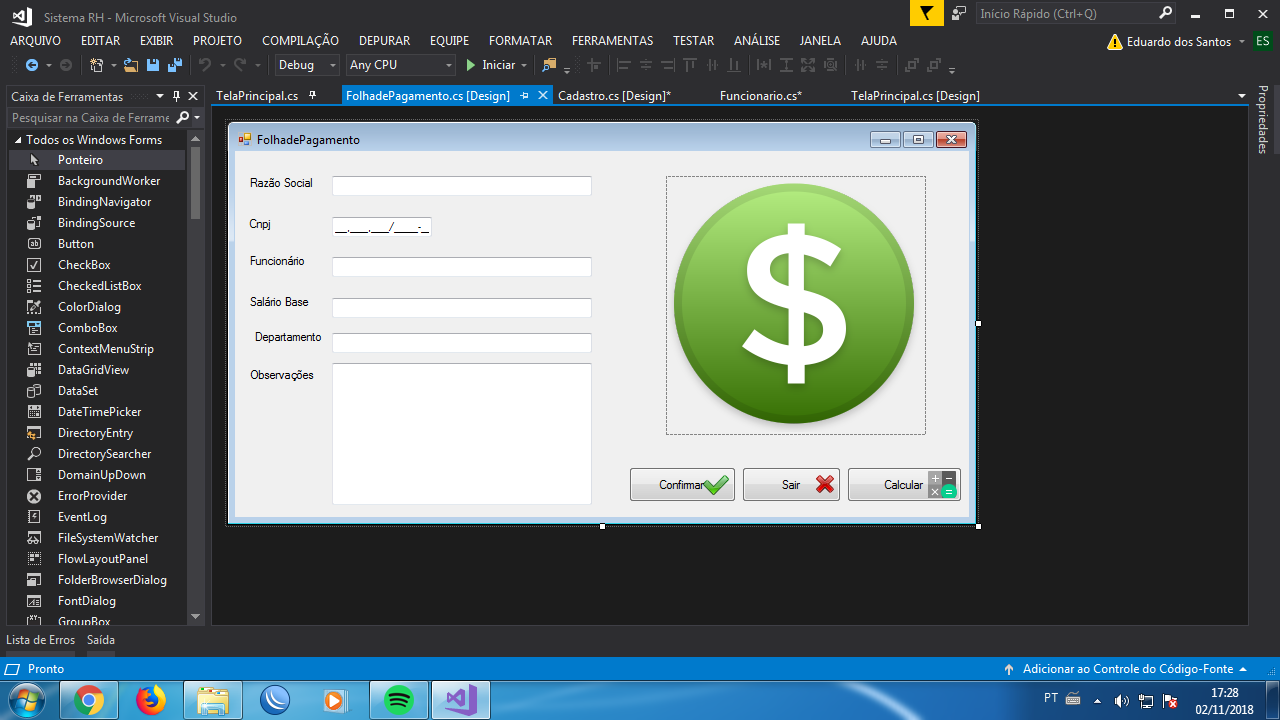 Sistema RH - Microsoft Visual Studio
Início Rápido (Ctrl+Q)
ARQUIVO EDITAR EXIBIR PROJETO COMPILAÇÃO DEPURAR EQUIPE FORMATAR FERRAMENTAS TESTAR ANÁLISE JANELA AJUDA
Eduardo dos Santos
ES
Debug Any CPU Iniciar
Caixa de Ferramentas
TelaPrincipal.cs FolhadePagamento.cs [Design] Cadastro.cs [Design]* Funcionario.cs* TelaPrincipal.cs [Design]
Propriedades
Pesquisar na Caixa de Ferrame
Todos os Windows Forms
Ponteiro
BackgroundWorker
BindingNavigator
BindingSource
Button
CheckBox
CheckedListBox
ColorDialog
ComboBox
ContextMenuStrip
DataGridView
DataSet
DateTimePicker
DirectoryEntry
DirectorySearcher
DomainUpDown
ErrorProvider
EventLog
FileSystemWatcher
FlowLayoutPanel
FolderBrowserDialog
FontDialog
GroupBox
FolhadePagamento
Razão Social
Cnpj
__.___.___/____-__
Funcionário
Salário Base
Departamento
Observações
$
Confirmar
Sair
Calcular
Lista de Erros Saída
Pronto
Adicionar ao Controle do Código-Fonte
PT
17:28
02/11/2018